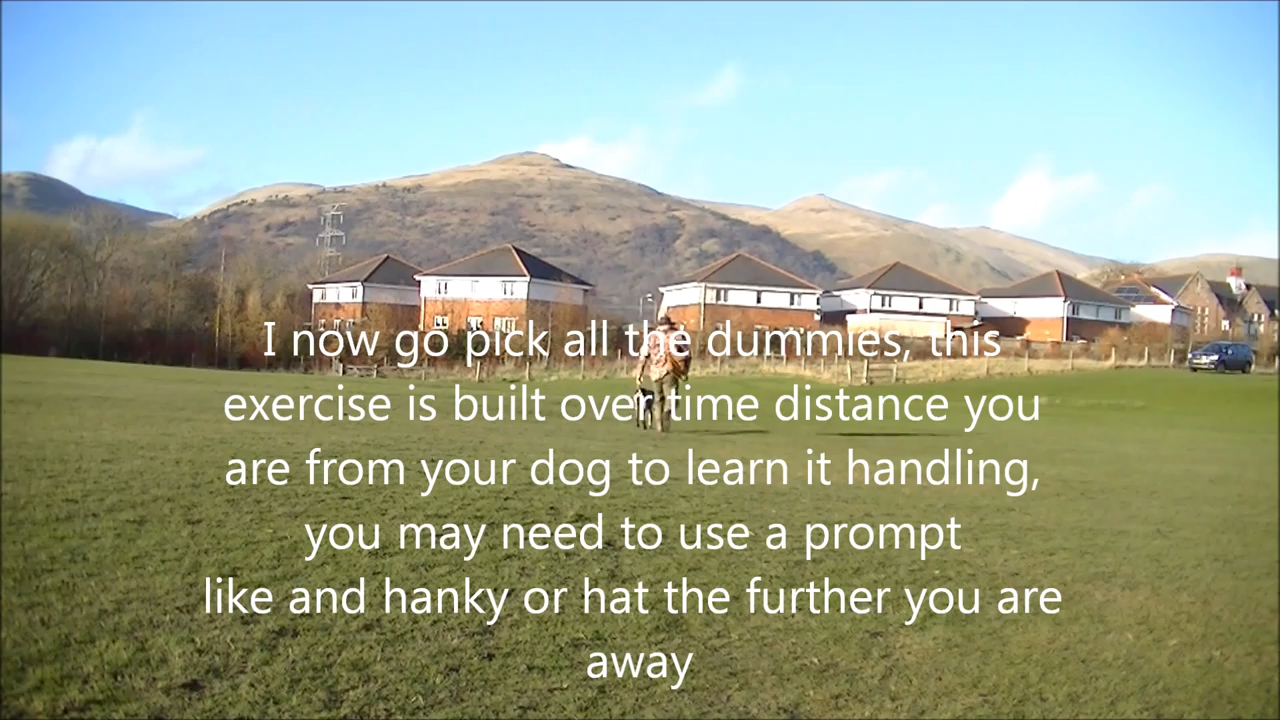 I now go pick all the dummies, this
exercise is built over time distance you
are from your dog to learn it handling,
you may need to use a prompt
like and hanky or hat the further you are
away